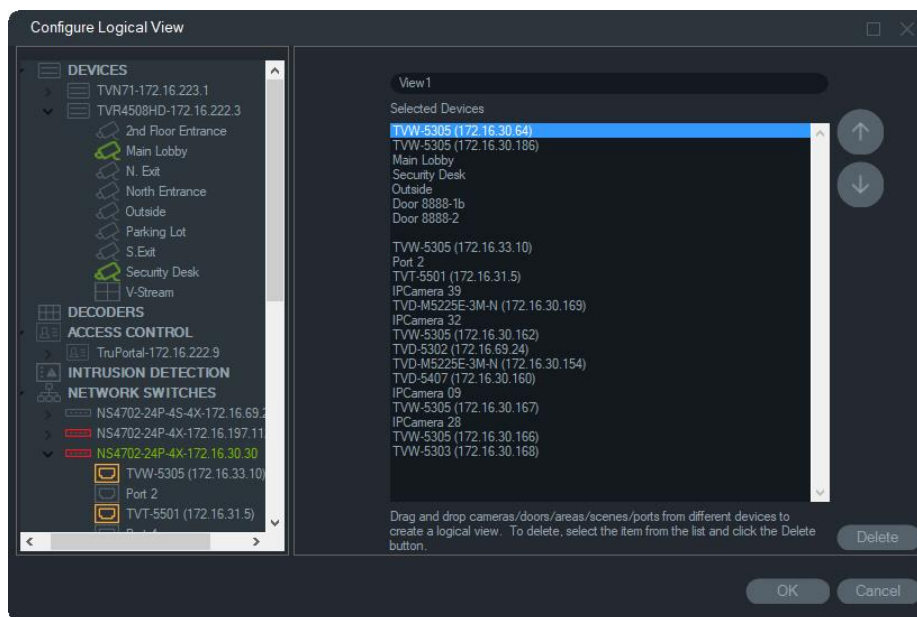 Configure Logical View
DEVICES
TVN71-172.16.223.1
TVR4508HD-172.16.222.3
2nd Floor Entrance
Main Lobby
N. Exit
North Entrance
Outside
Parking Lot
S.Exit
Security Desk
V-Stream
DECODERS
ACCESS CONTROL
TruPortal-172.16.222.9
INTRUSION DETECTION
NETWORK SWITCHES
NS4702-24P-4S-4X-172.16.69.2
NS4702-24P-4X-172.16.197.11
NS4702-24P-4X-172.16.30.30
TVW-5305 (172.16.33.10)
Port 2
TVT-5501 (172.16.31.5)
View1
Selected Devices
TVW-5305 (172.16.30.64)
TVW-5305 (172.16.30.186)
Main Lobby
Security Desk
Outside
Door 8888-1b
Door 8888-2
TVW-5305 (172.16.33.10)
Port 2
TVT-5501 (172.16.31.5)
IPCamera 39
TVD-M5225E-3M-N (172.16.30.169)
IPCamera 32
TVW-5305 (172.16.30.162)
TVD-5302 (172.16.69.24)
TVD-M5225E-3M-N (172.16.30.154)
TVD-5407 (172.16.30.160)
IPCamera 09
TVW-5305 (172.16.30.167)
IPCamera 28
TVW-5305 (172.16.30.166)
TVW-5303 (172.16.30.168)
Drag and drop cameras/doors/areas/scenes/ports from different devices to
create a logical view. To delete, select the item from the list and click the Delete
button.
Delete
OK
Cancel